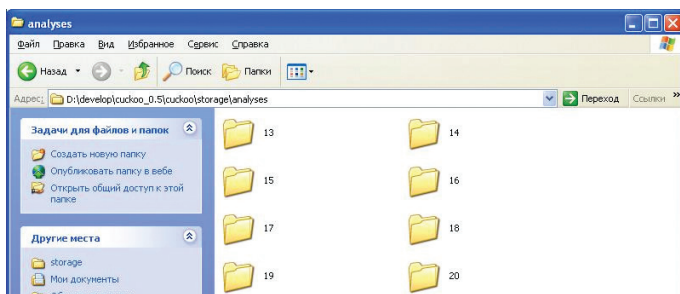 analyses
Файл Правка Вид Избранное Сервис Справка
Назад Поиск Папки
Адрес: D:\develop\cuckoo_0.5\cuckoo\storage\analyses Переход Ссылки »
Задачи для файлов и папок
Создать новую папку
Опубликовать папку в вебе
Открыть общий доступ к этой
папке
Другие места
storage
Мои документы
13 14
15 16
17 18
19 20